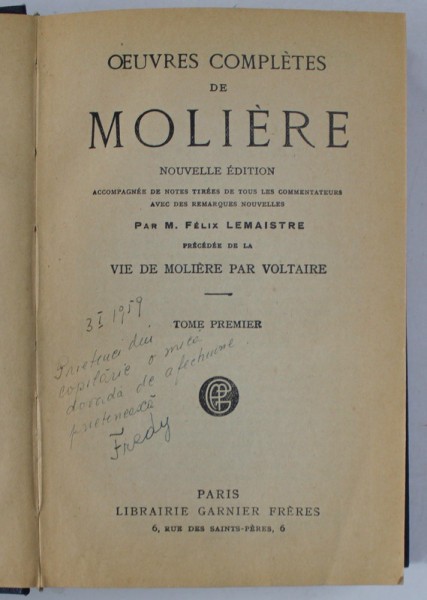 OEUVRES COMPLÈTES
DE
MOLIÈRE
NOUVELLE ÉDITION
ACCOMPAGNÉE DE NOTES TIRÉES DE TOUS LES COMMENTATEURS
AVEC DES REMARQUES NOUVELLES
PAR M. FÉLIX LEMAISTRE
PRÉCÉDÉE DE LA
VIE DE MOLIÈRE PAR VOLTAIRE
TOME PREMIER
3 I 1959
Prietenei din
copilărie o mică
dovadă de afecțiune
prietenească
Fredy
PARIS
LIBRAIRIE GARNIER FRÈRES
6, RUE DES SAINTS-PÈRES, 6